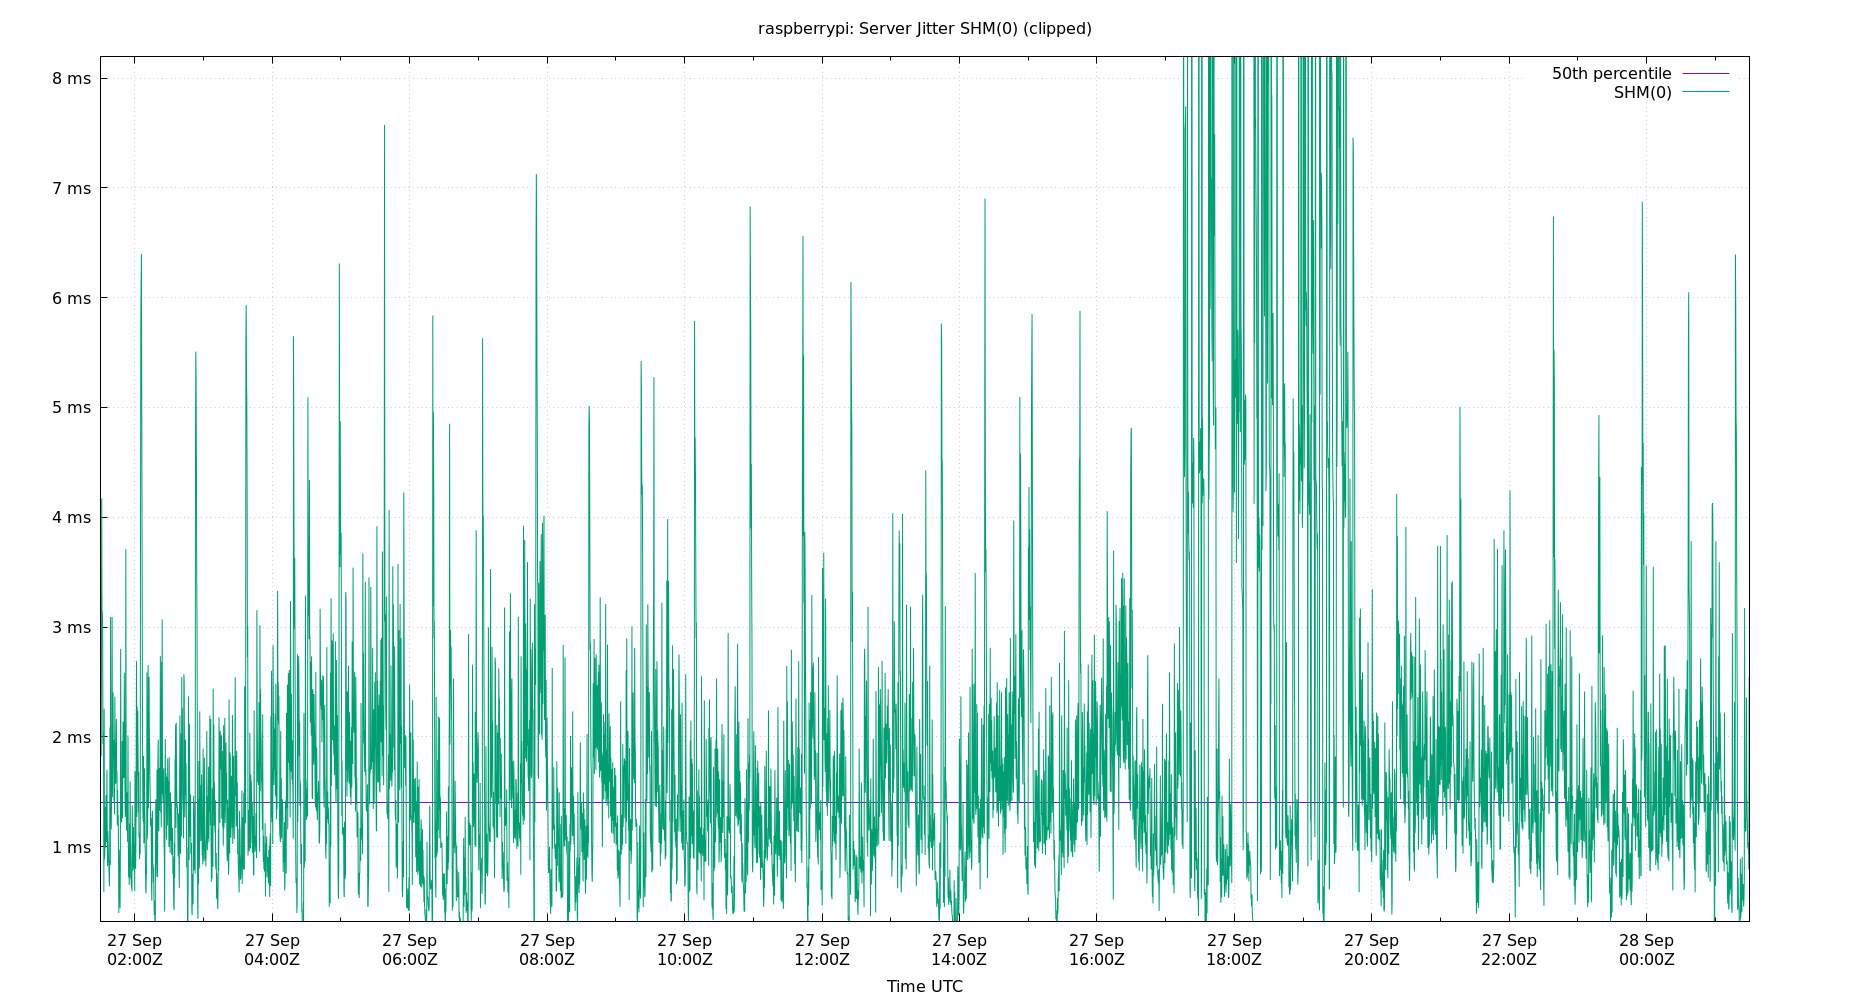 raspberrypi: Server Jitter SHM(0) (clipped)
8 ms
7 ms
6 ms
5 ms
4 ms
3 ms
2 ms
1 ms
50th percentile
SHM(0)
27 Sep 27 Sep 27 Sep 27 Sep 27 Sep 27 Sep 27 Sep 27 Sep 27 Sep 27 Sep 27 Sep 28 Sep
02:00Z 04:00Z 06:00Z 08:00Z 10:00Z 12:00Z 14:00Z 16:00Z 18:00Z 20:00Z 22:00Z 00:00Z
Time UTC